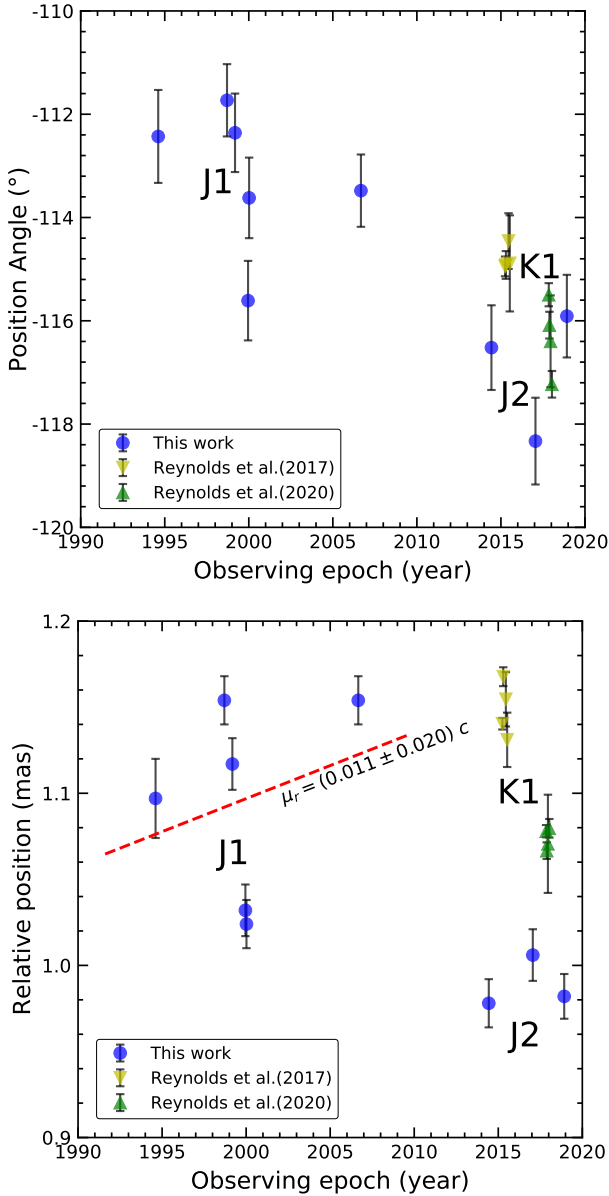 -110
-112
-114
-116
-118
-120
Position Angle (°)
J1
K1
J2
This work
Reynolds et al.(2017)
Reynolds et al.(2020)
1990 1995 2000 2005 2010 2015 2020
Observing epoch (year)
1.2
1.1
1.0
0.9
Relative position (mas)
μr = (0.011 ± 0.020) c
K1
J1
J2
This work
Reynolds et al.(2017)
Reynolds et al.(2020)
1990 1995 2000 2005 2010 2015 2020
Observing epoch (year)